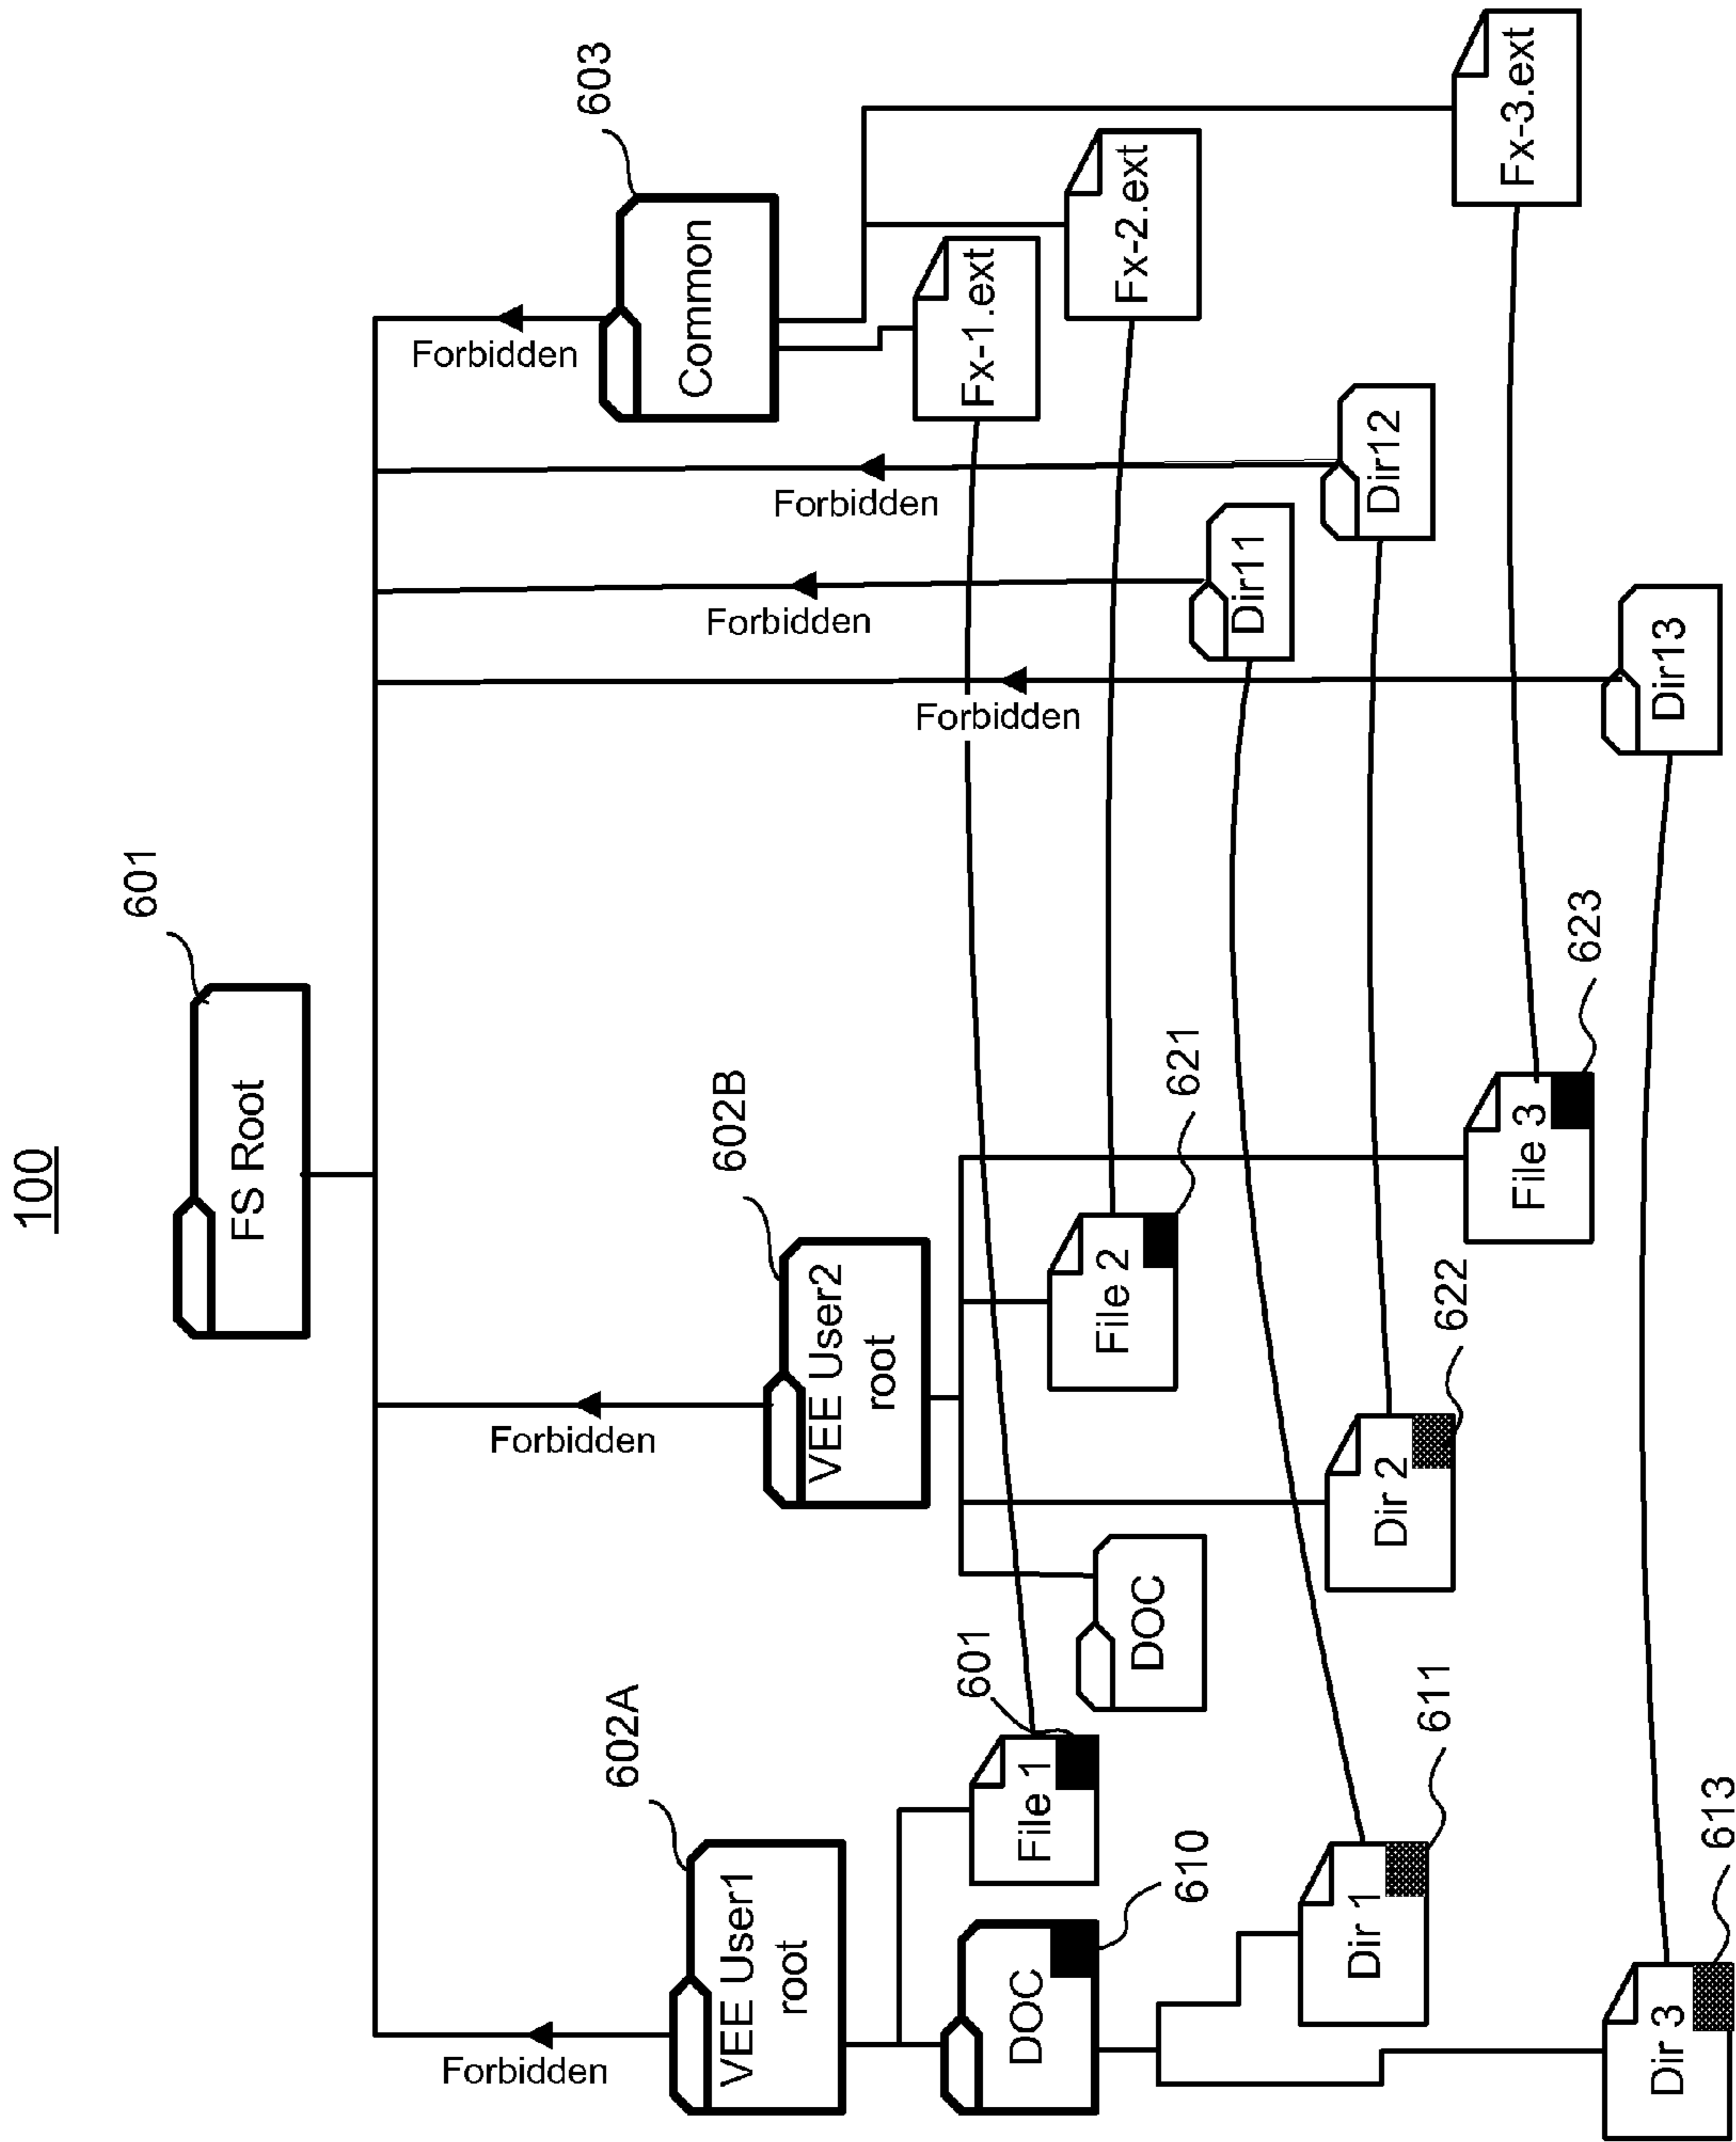 100
601
FS Root
Forbidden
Forbidden
Forbidden
Forbidden
Forbidden
Forbidden
602A
602B
603
VEE User1
root
VEE User2
root
Common
610
DOC
601
File 1
DOC
File 2
621
Fx-1.ext
Fx-2.ext
Dir 1
611
Dir 2
622
Dir11
Dir12
File 3
623
Fx-3.ext
Dir 3
613
Dir13